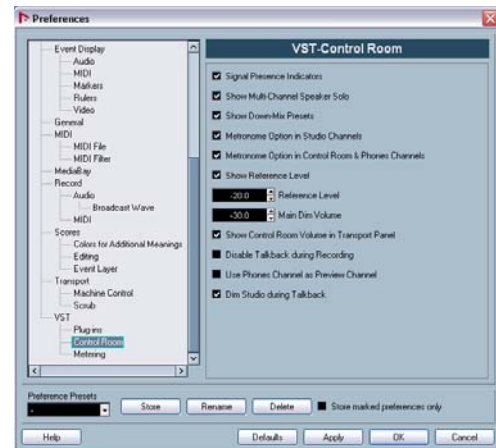 Preferences
VST-Control Room
Event Display
Audio
MIDI
Markers
Rulers
Video
General
MIDI
MIDI File
MIDI Filter
MediaBay
Record
Audio
Broadcast Wave
MIDI
Scores
Colors for Additional Meanings
Editing
Event Layer
Transport
Machine Control
Scrub
VST
Plug-ins
Control Room
Metering
Signal Presence Indicators
Show Multi-Channel Speaker Solo
Show Down-Mix Presets
Metronome Option in Studio Channels
Metronome Option in Control Room & Phones Channels
Show Reference Level
-20.0 Reference Level
-30.0 Main Dim Volume
Show Control Room Volume in Transport Panel
Disable Talkback during Recording
Use Phones Channel as Preview Channel
Dim Studio during Talkback
Preference Presets
- Store Rename Delete Store marked preferences only
Help Defaults Apply OK Cancel